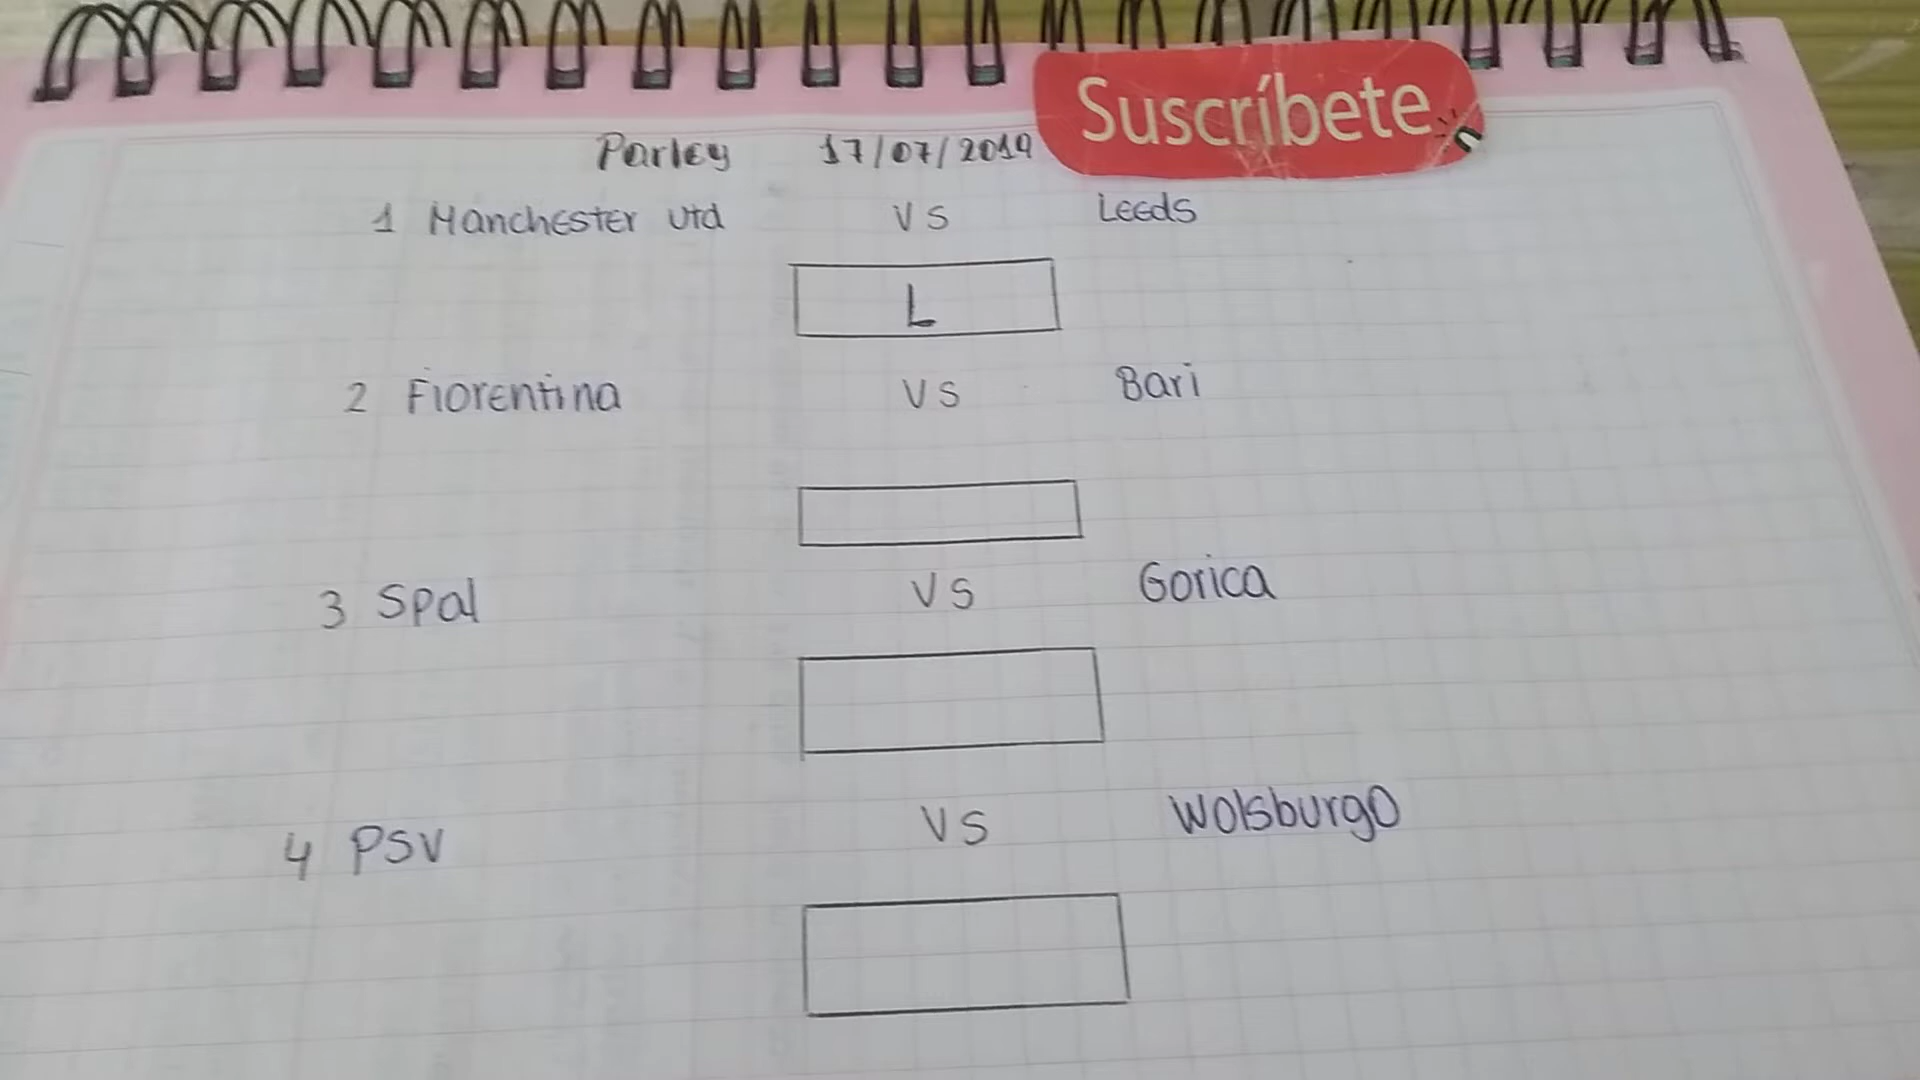 Suscríbete
Parley 17/07/2019
1 Manchester Utd VS Leeds
L
2 Fiorentina VS Bari
3 Spal VS Gorica
4 PSV VS Wolsburgo